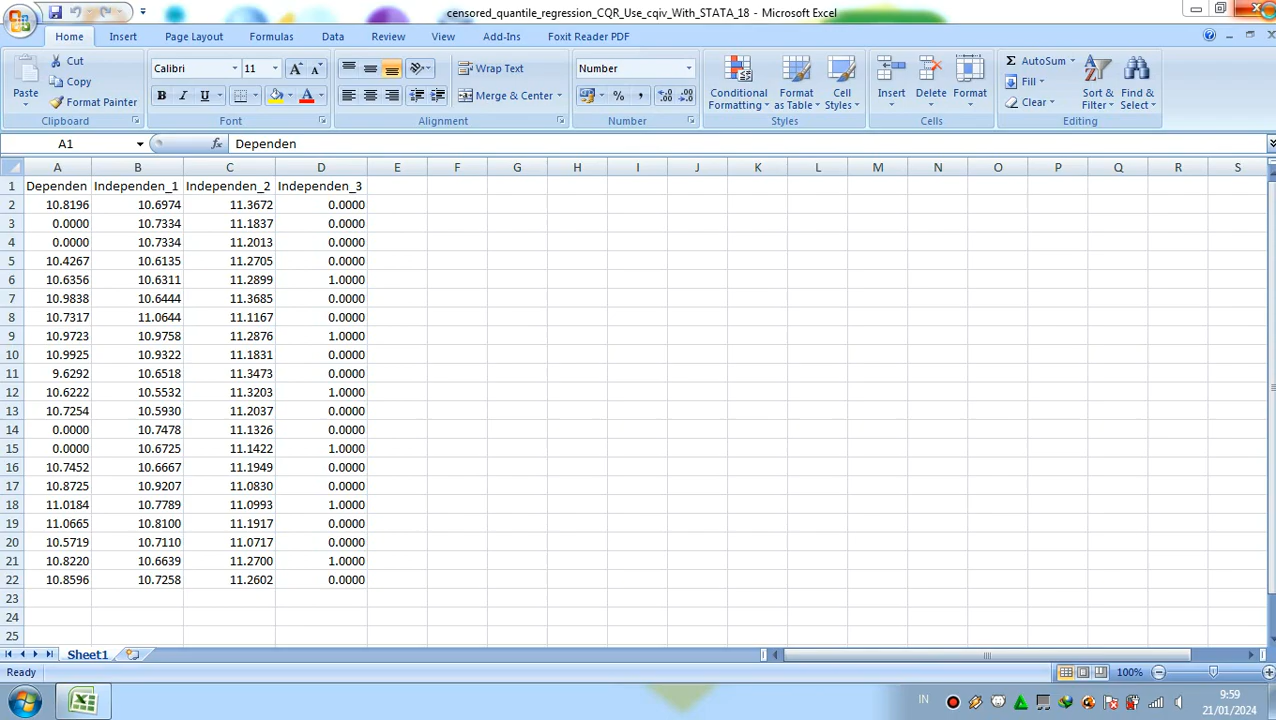 censored_quantile_regression_CQR_Use_cqiv_With_STATA_18 - Microsoft Excel
Home Insert Page Layout Formulas Data Review View Add-Ins Foxit Reader PDF
Paste Cut Copy Format Painter Clipboard
Calibri 11 B I U A A A Font
Wrap Text Merge & Center Alignment
Number % , .0 .00 .00 .0 Number
Conditional Formatting Format as Table Cell Styles Styles
Insert Delete Format Cells
Σ AutoSum Fill Clear Sort & Filter Find & Select Editing
A1 fx Dependen
A B C D E F G H I J K L M N O P Q R S
1 Dependen Independen_1 Independen_2 Independen_3
2 10.8196 10.6974 11.3672 0.0000
3 0.0000 10.7334 11.1837 0.0000
4 0.0000 10.7334 11.2013 0.0000
5 10.4267 10.6135 11.2705 0.0000
6 10.6356 10.6311 11.2899 1.0000
7 10.9838 10.6444 11.3685 0.0000
8 10.7317 11.0644 11.1167 0.0000
9 10.9723 10.9758 11.2876 1.0000
10 10.9925 10.9322 11.1831 0.0000
11 9.6292 10.6518 11.3473 0.0000
12 10.6222 10.5532 11.3203 1.0000
13 10.7254 10.5930 11.2037 0.0000
14 0.0000 10.7478 11.1326 0.0000
15 0.0000 10.6725 11.1422 1.0000
16 10.7452 10.6667 11.1949 0.0000
17 10.8725 10.9207 11.0830 0.0000
18 11.0184 10.7789 11.0993 1.0000
19 11.0665 10.8100 11.1917 0.0000
20 10.5719 10.7110 11.0717 0.0000
21 10.8220 10.6639 11.2700 1.0000
22 10.8596 10.7258 11.2602 0.0000
23
24
25
Sheet1
Ready 100%
IN 9:59
21/01/2024